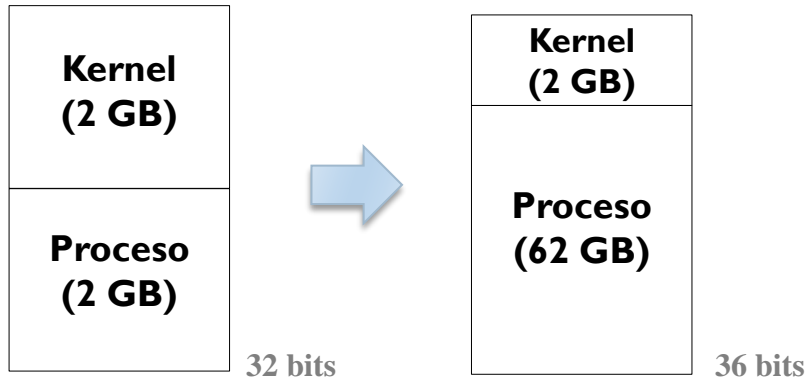 Kernel
(2 GB)
Proceso
(2 GB)
32 bits
Kernel
(2 GB)
Proceso
(62 GB)
36 bits